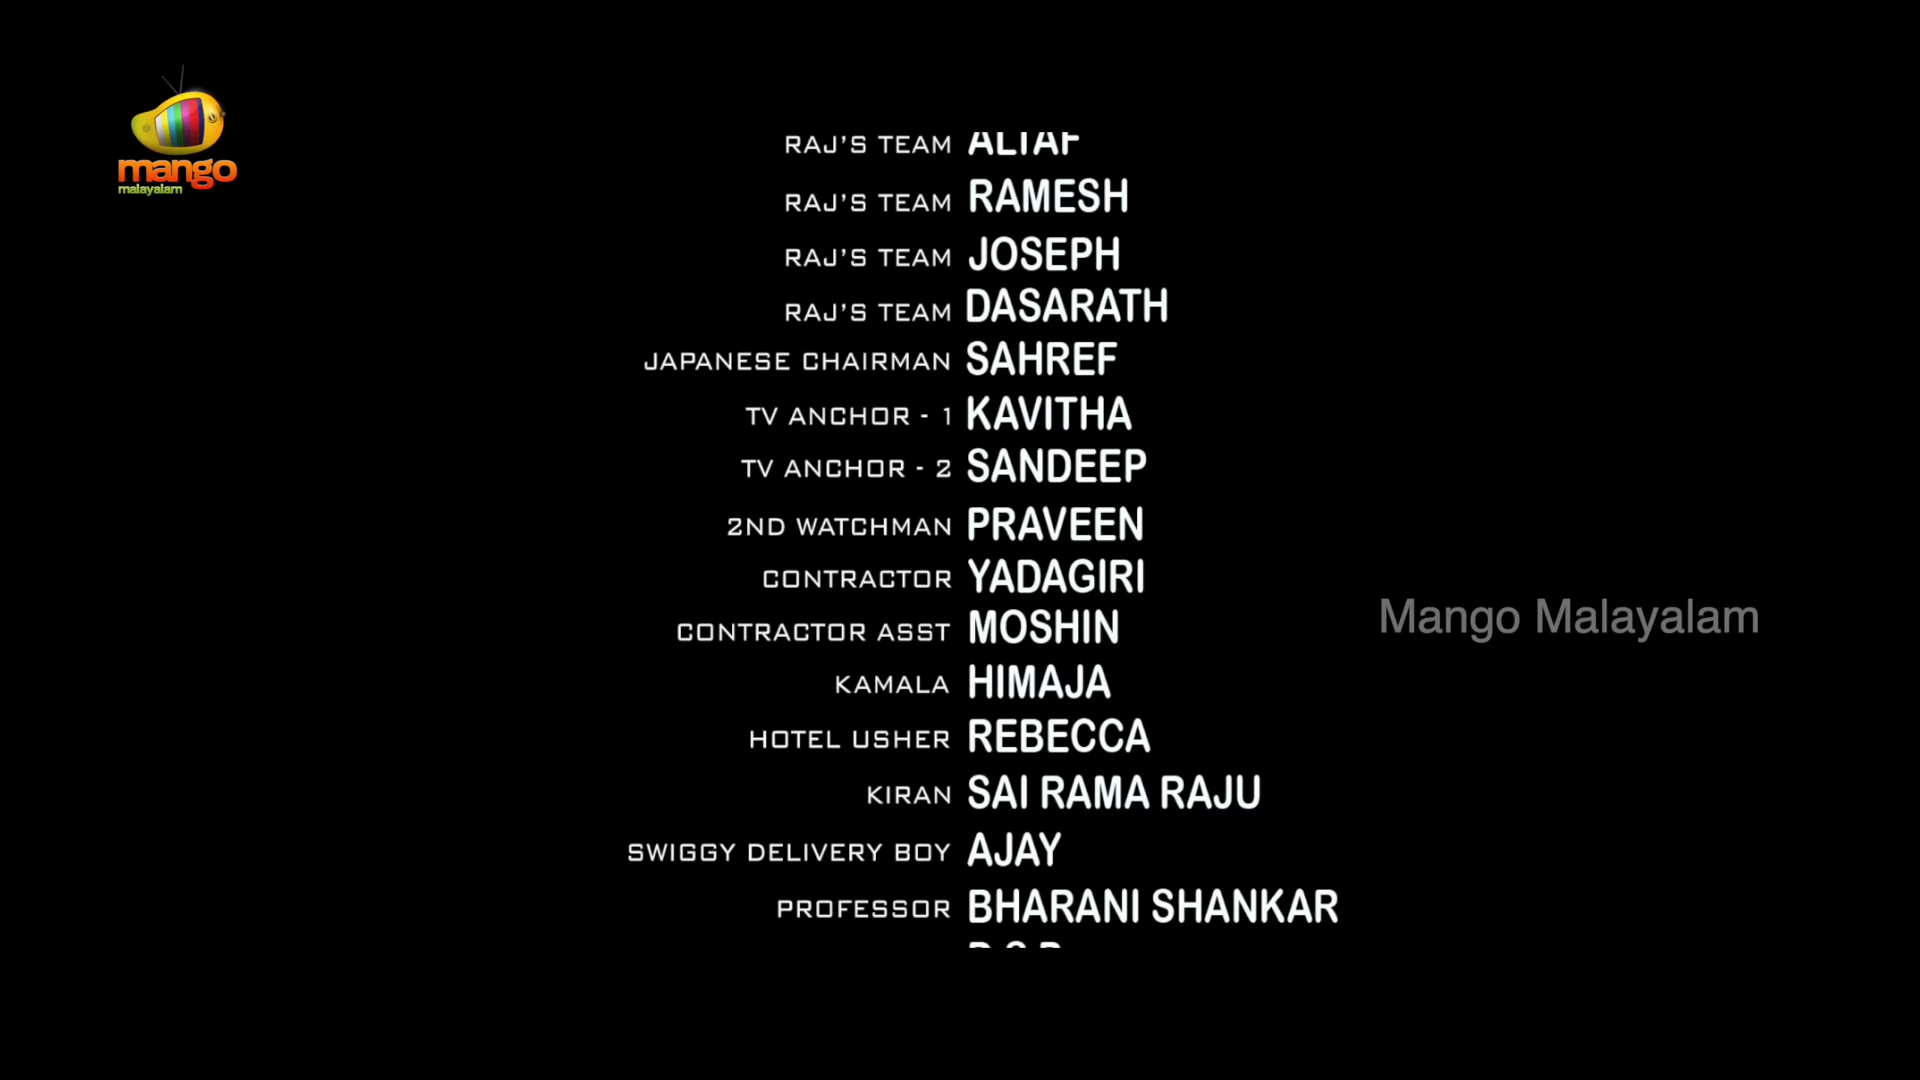 mango
malayalam
RAJ'S TEAM ALTAF
RAJ'S TEAM RAMESH
RAJ'S TEAM JOSEPH
RAJ'S TEAM DASARATH
JAPANESE CHAIRMAN SAHREF
TV ANCHOR - 1 KAVITHA
TV ANCHOR - 2 SANDEEP
2ND WATCHMAN PRAVEEN
CONTRACTOR YADAGIRI
CONTRACTOR ASST MOSHIN
Mango Malayalam
KAMALA HIMAJA
HOTEL USHER REBECCA
KIRAN SAI RAMA RAJU
SWIGGY DELIVERY BOY AJAY
PROFESSOR BHARANI SHANKAR